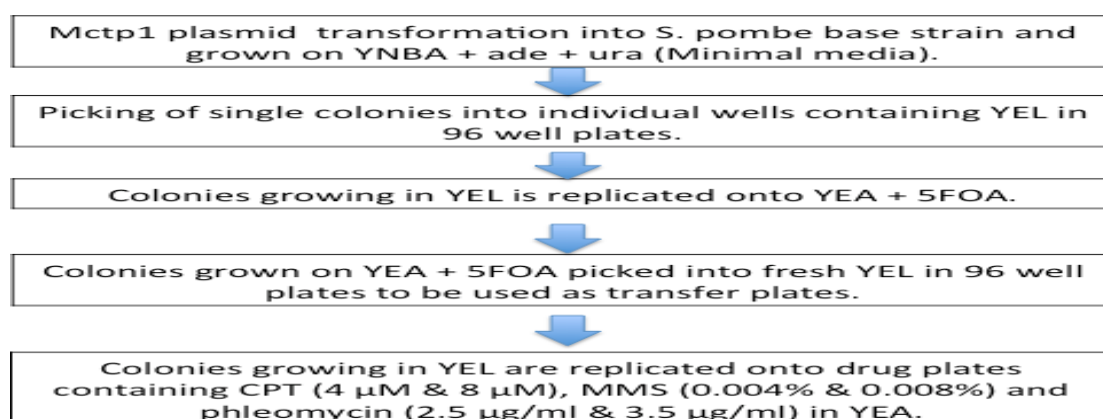 Mctp1 plasmid transformation into S. pombe base strain and
grown on YNBA + ade + ura (Minimal media).
Picking of single colonies into individual wells containing YEL in
96 well plates.
Colonies growing in YEL is replicated onto YEA + 5FOA.
Colonies grown on YEA + 5FOA picked into fresh YEL in 96 well
plates to be used as transfer plates.
Colonies growing in YEL are replicated onto drug plates
containing CPT (4 μM & 8 μM), MMS (0.004% & 0.008%) and
phleomycin (2.5 μg/ml & 3.5 μg/ml) in YEA.